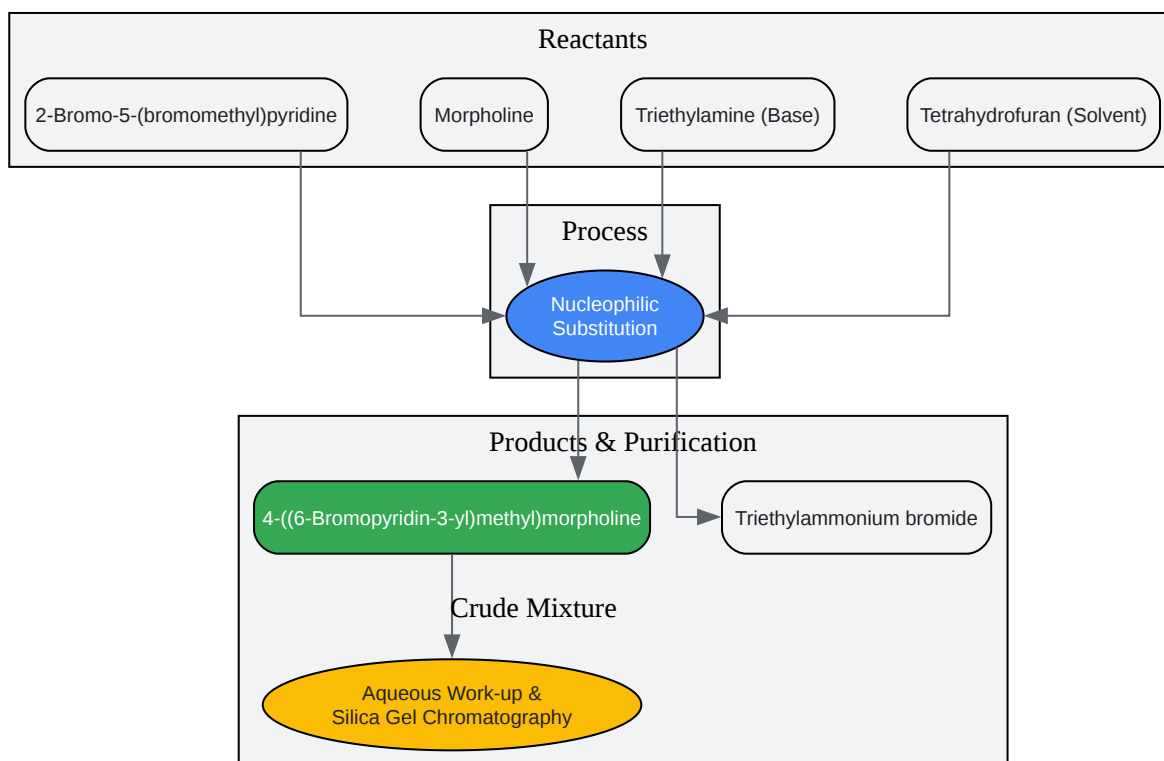 Reactants
2-Bromo-5-(bromomethyl)pyridine
Morpholine
Triethylamine (Base)
Tetrahydrofuran (Solvent)
Process
Nucleophilic
Substitution
Products & Purification
4-((6-Bromopyridin-3-yl)methyl)morpholine
Triethylammonium bromide
Crude Mixture
Aqueous Work-up &
Silica Gel Chromatography